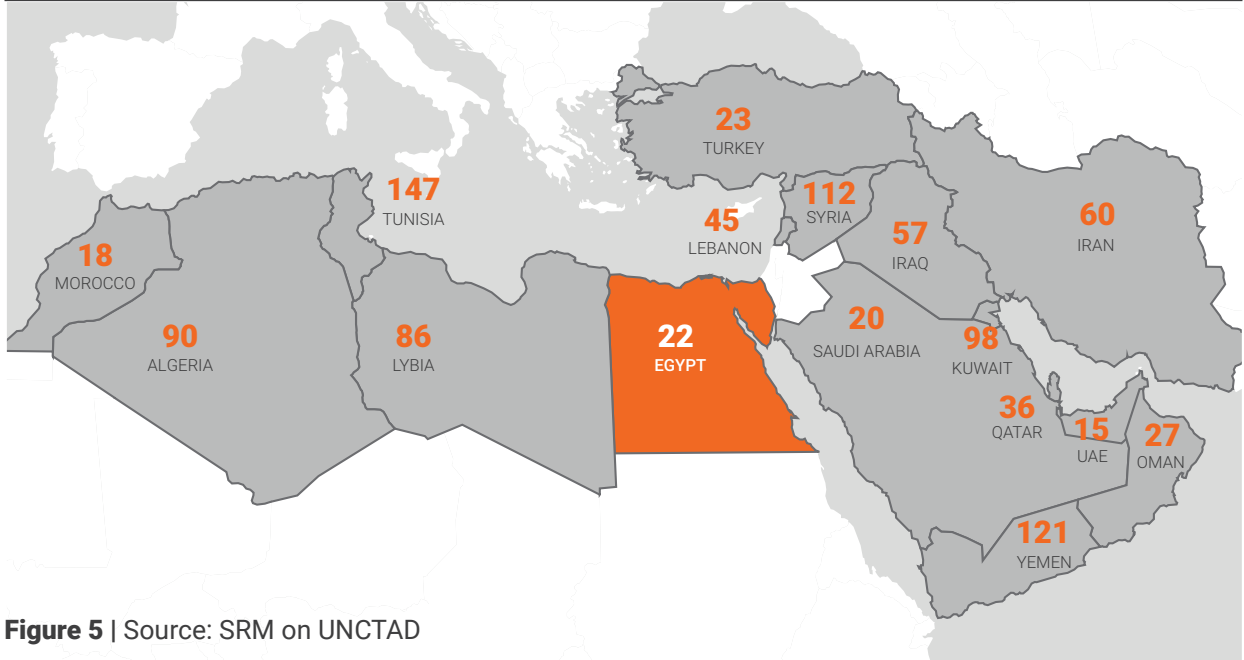 23
TURKEY
147
TUNISIA
112
SYRIA
45
LEBANON
57
IRAQ
60
IRAN
18
MOROCCO
90
ALGERIA
86
LYBIA
22
EGYPT
20
SAUDI ARABIA
98
KUWAIT
36
QATAR
15
UAE
27
OMAN
121
YEMEN
Figure 5 | Source: SRM on UNCTAD